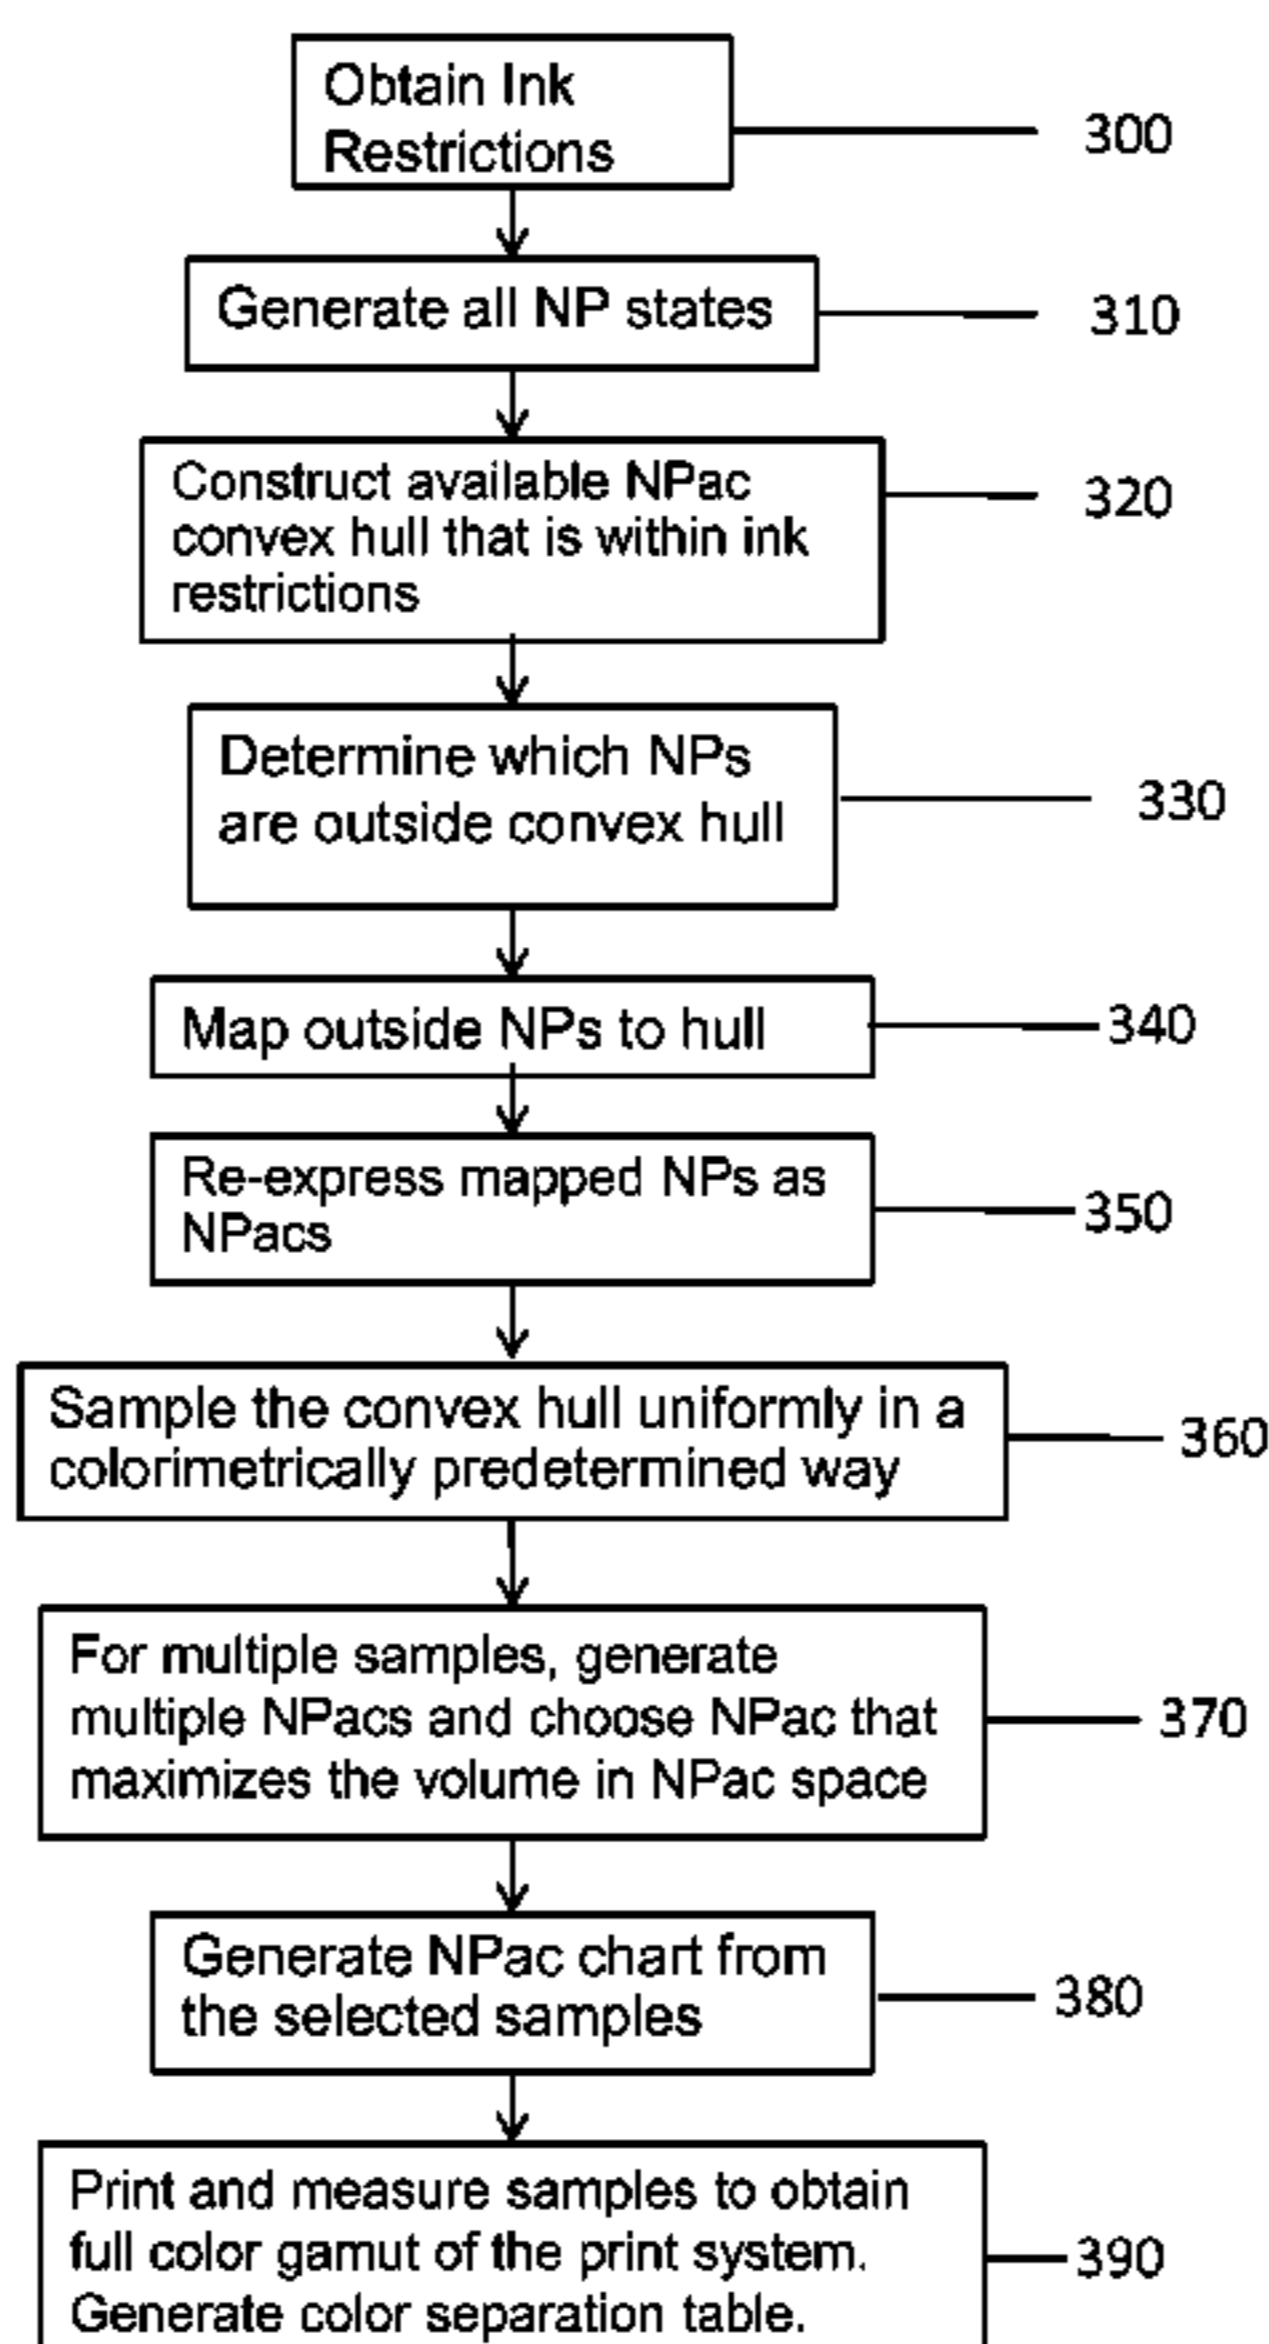 Obtain Ink
Restrictions
300
Generate all NP states
310
Construct available NPac
convex hull that is within ink
restrictions
320
Determine which NPs
are outside convex hull
330
Map outside NPs to hull
340
Re-express mapped NPs as
NPacs
350
Sample the convex hull uniformly in a
colorimetrically predetermined way
360
For multiple samples, generate
multiple NPacs and choose NPac that
maximizes the volume in NPac space
370
Generate NPac chart from
the selected samples
380
Print and measure samples to obtain
full color gamut of the print system.
Generate color separation table.
390